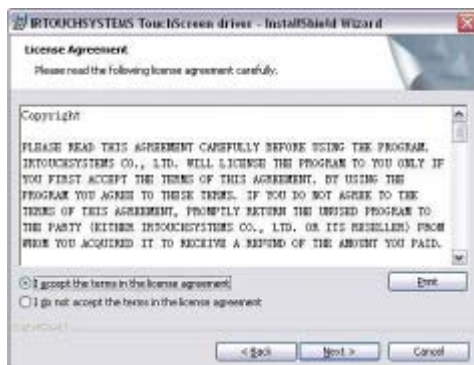 IRTOUCHSYSTEMS TouchScreen driver - InstallShield Wizard
License Agreement
Please read the following license agreement carefully.
Copyright
PLEASE READ THIS AGREEMENT CAREFULLY BEFORE USING THE PROGRAM.
IRTOUCHSYSTEMS CO., LTD. WILL LICENSE THE PROGRAM TO YOU ONLY IF
YOU FIRST ACCEPT THE TERMS OF THIS AGREEMENT. BY USING THE
PROGRAM YOU AGREE TO THESE TERMS. IF YOU DO NOT AGREE TO THE
TERMS OF THIS AGREEMENT, PROMPTLY RETURN THE UNUSED PROGRAM TO
THE PARTY (EITHER IRTOUCHSYSTEMS CO., LTD. OR ITS RESELLER) FROM
WHOM YOU ACQUIRED IT TO RECEIVE A REFUND OF THE AMOUNT YOU PAID.
I accept the terms in the license agreement
Print
I do not accept the terms in the license agreement
< Back
Next >
Cancel